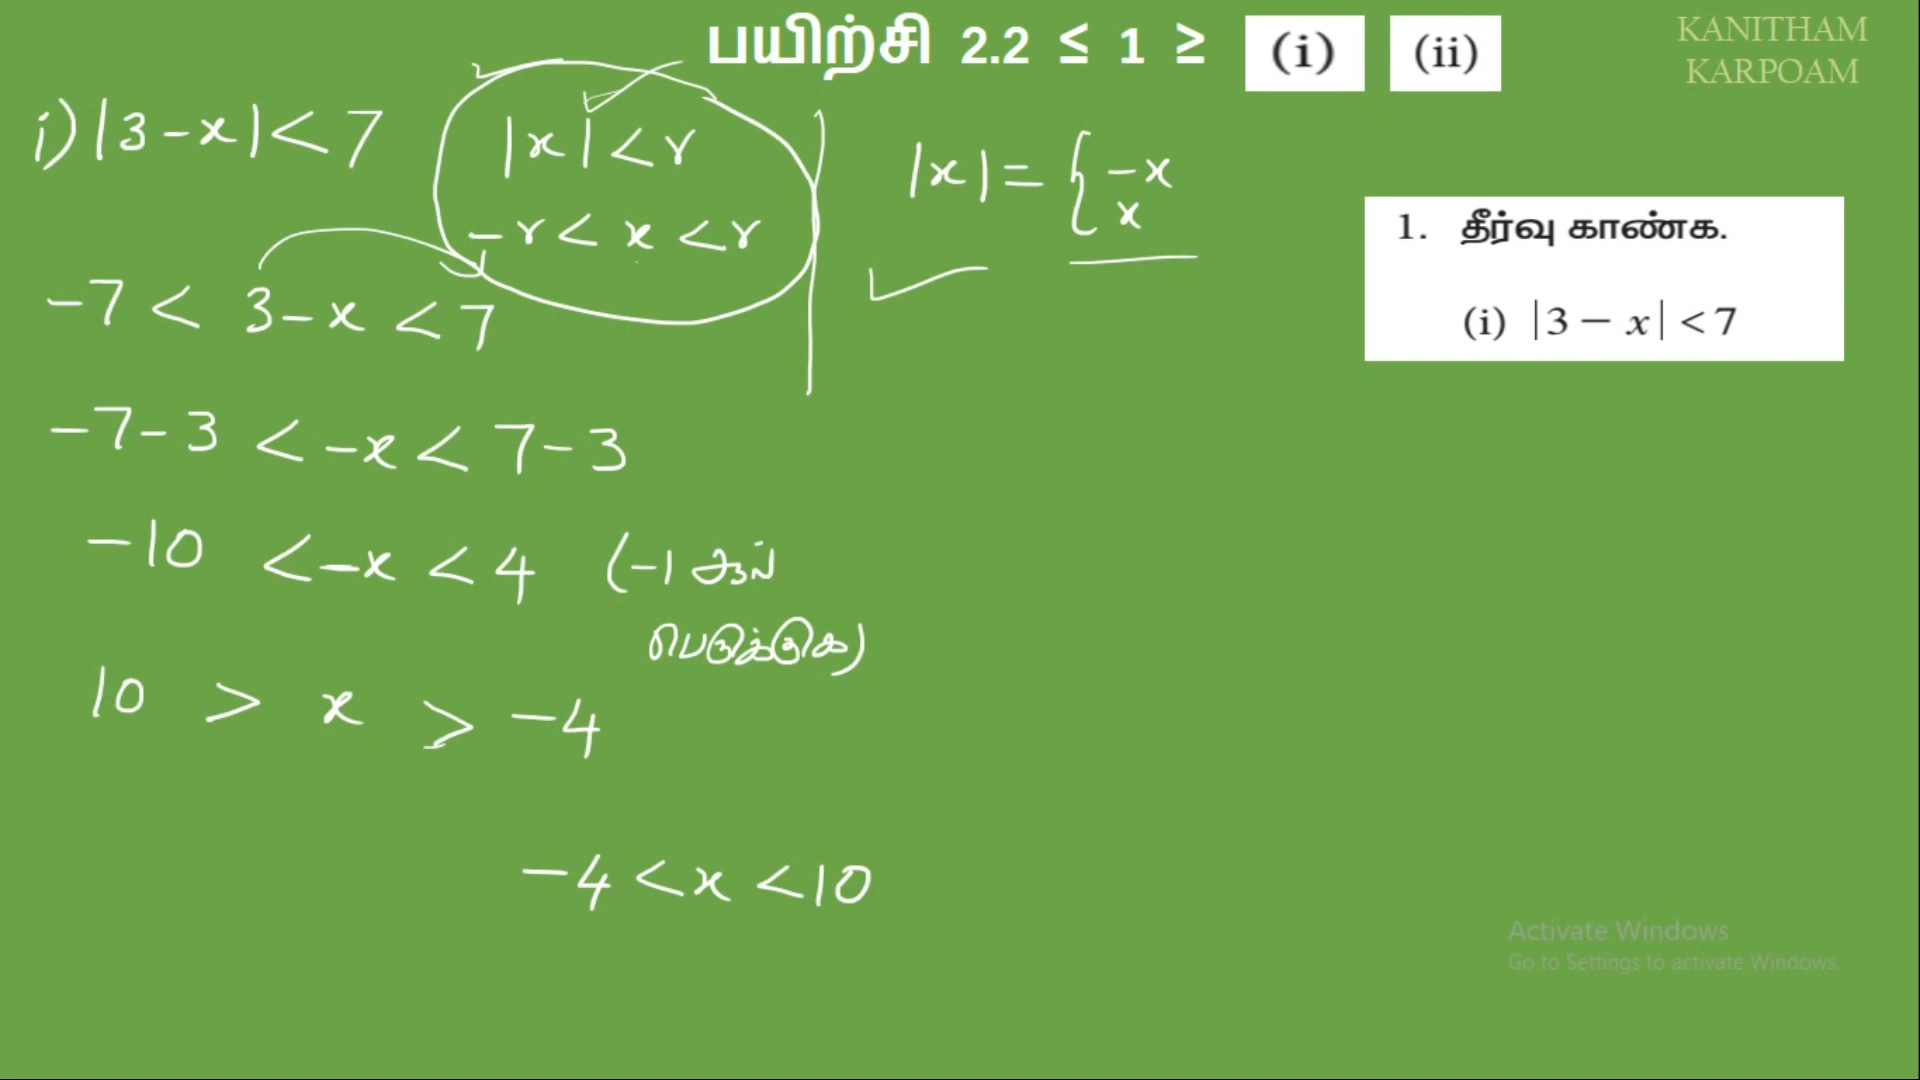 பயிற்சி 2.2 ≤ 1 ≥ (i) (ii)
KANITHAM
KARPOAM
i) |3-x| < 7
|x| < r
-r < x < r
|x| = { -x
x
1. தீர்வு காண்க.
(i) |3 − x| < 7
-7 < 3-x < 7
-7-3 < -x < 7-3
-10 < -x < 4 (-1 ஆல்
பெருக்குக)
10 > x > -4
-4 < x < 10
Activate Windows
Go to Settings to activate Windows.